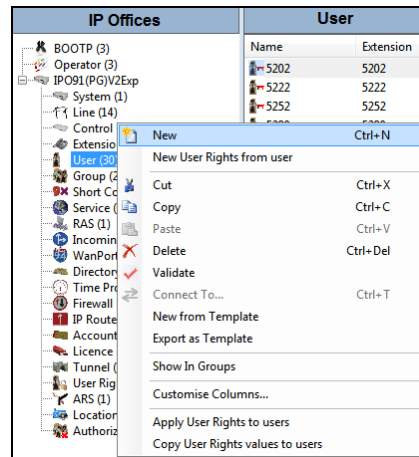 IP Offices
User
BOOTP (3)
Operator (3)
IPO91(PG)V2Exp
System (1)
Line (14)
Control
Extensio
User (30)
Group (2
Short Co
Service (
RAS (1)
Incomin
WanPort
Directory
Time Pro
Firewall
IP Route
Account
Licence
Tunnel (
User Rig
ARS (1)
Location
Authoriz
Name Extension
5202 5202
5222 5222
5252 5252
New Ctrl+N
New User Rights from user
Cut Ctrl+X
Copy Ctrl+C
Paste Ctrl+V
Delete Ctrl+Del
Validate
Connect To... Ctrl+T
New from Template
Export as Template
Show In Groups
Customise Columns...
Apply User Rights to users
Copy User Rights values to users